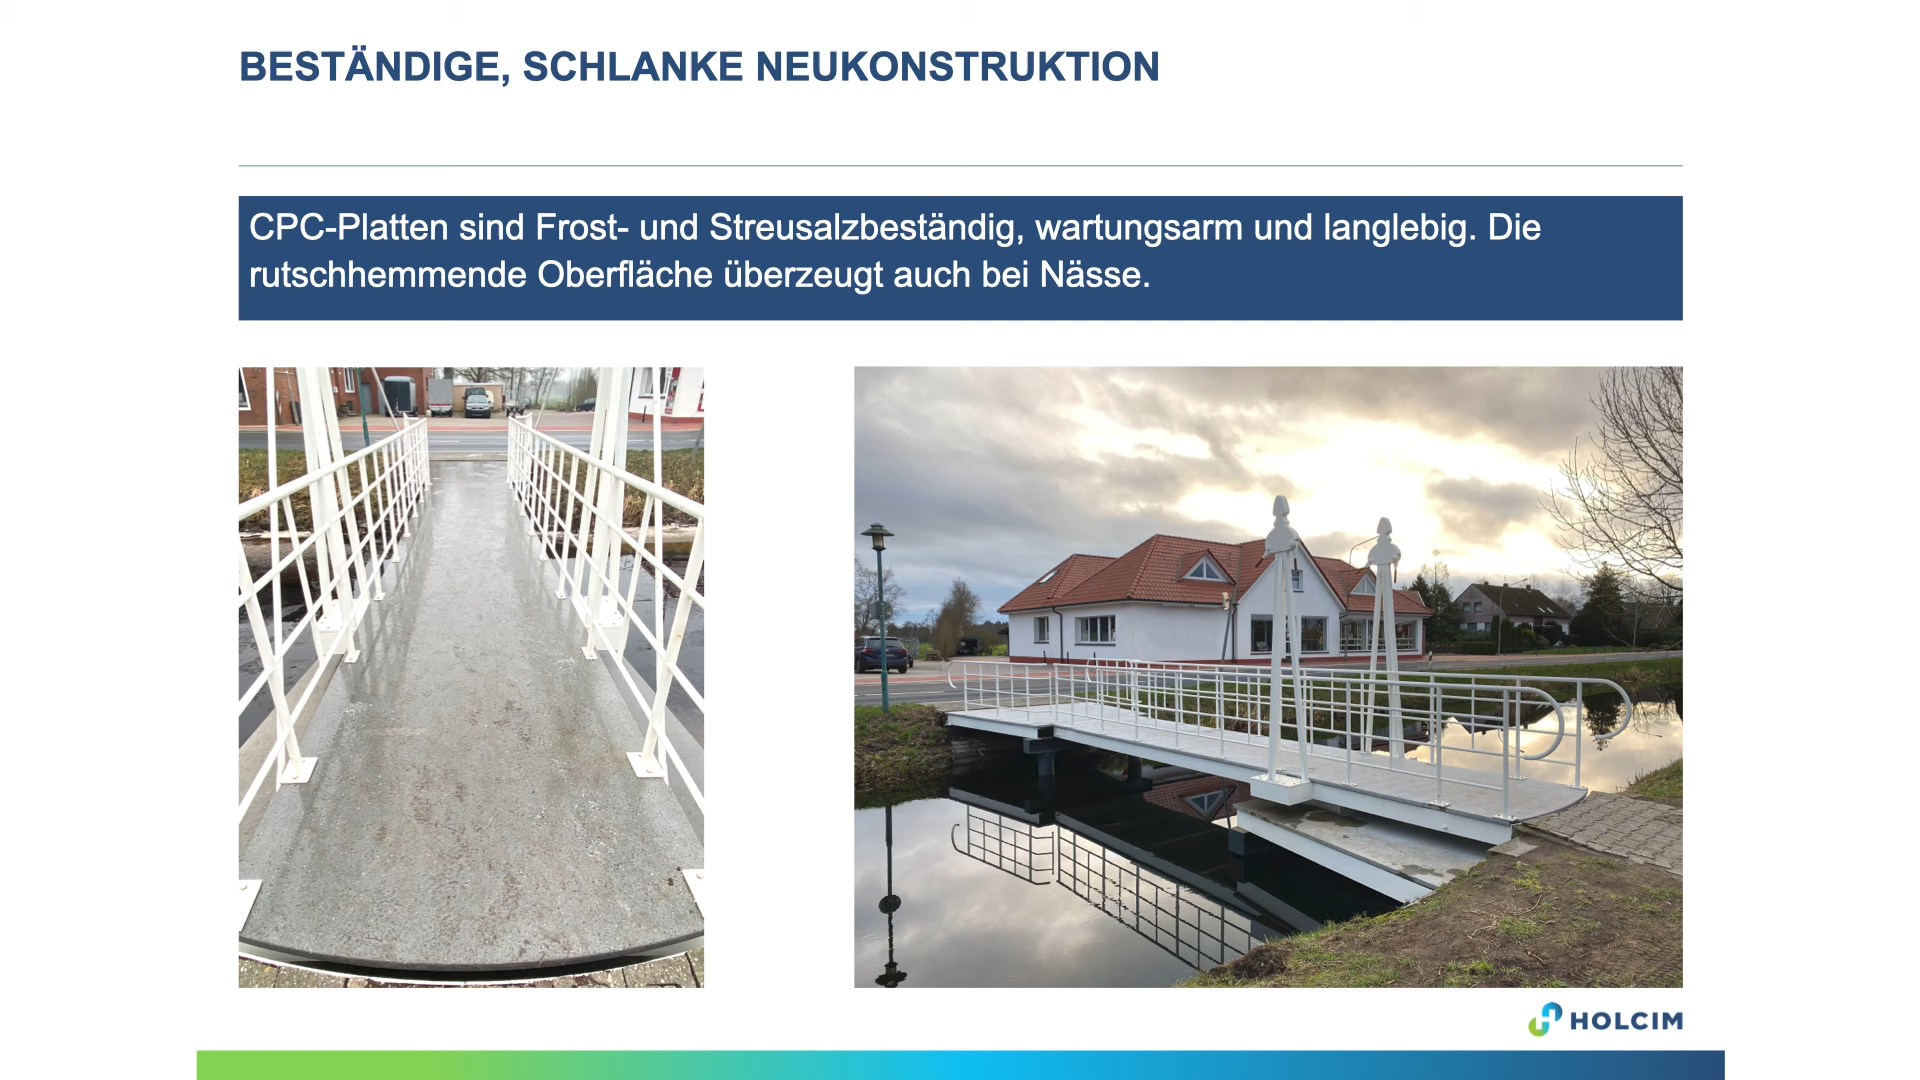 BESTÄNDIGE, SCHLANKE NEUKONSTRUKTION
CPC-Platten sind Frost- und Streusalzbeständig, wartungsarm und langlebig. Die
rutschhemmende Oberfläche überzeugt auch bei Nässe.
HOLCIM